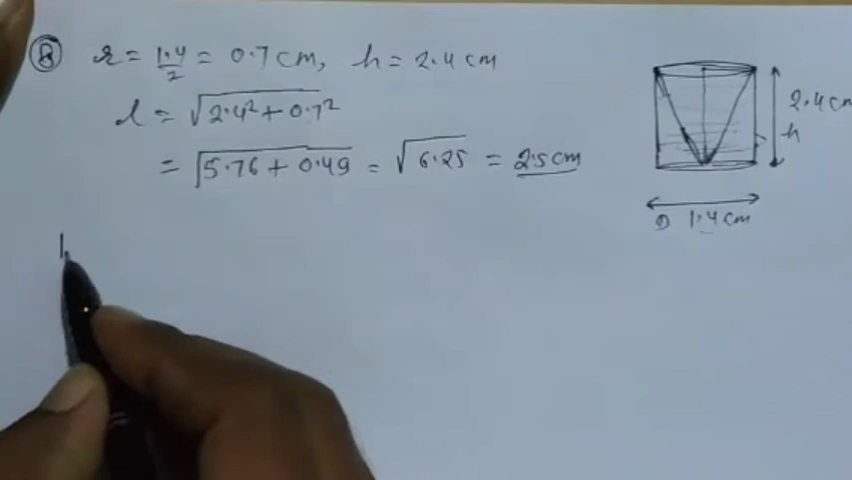 8 r = 1.4/2 = 0.7 cm, h = 2.4 cm
l = √2.4² + 0.7²
= √5.76 + 0.49 = √6.25 = 2.5 cm
2.4 cm
h
1.4 cm